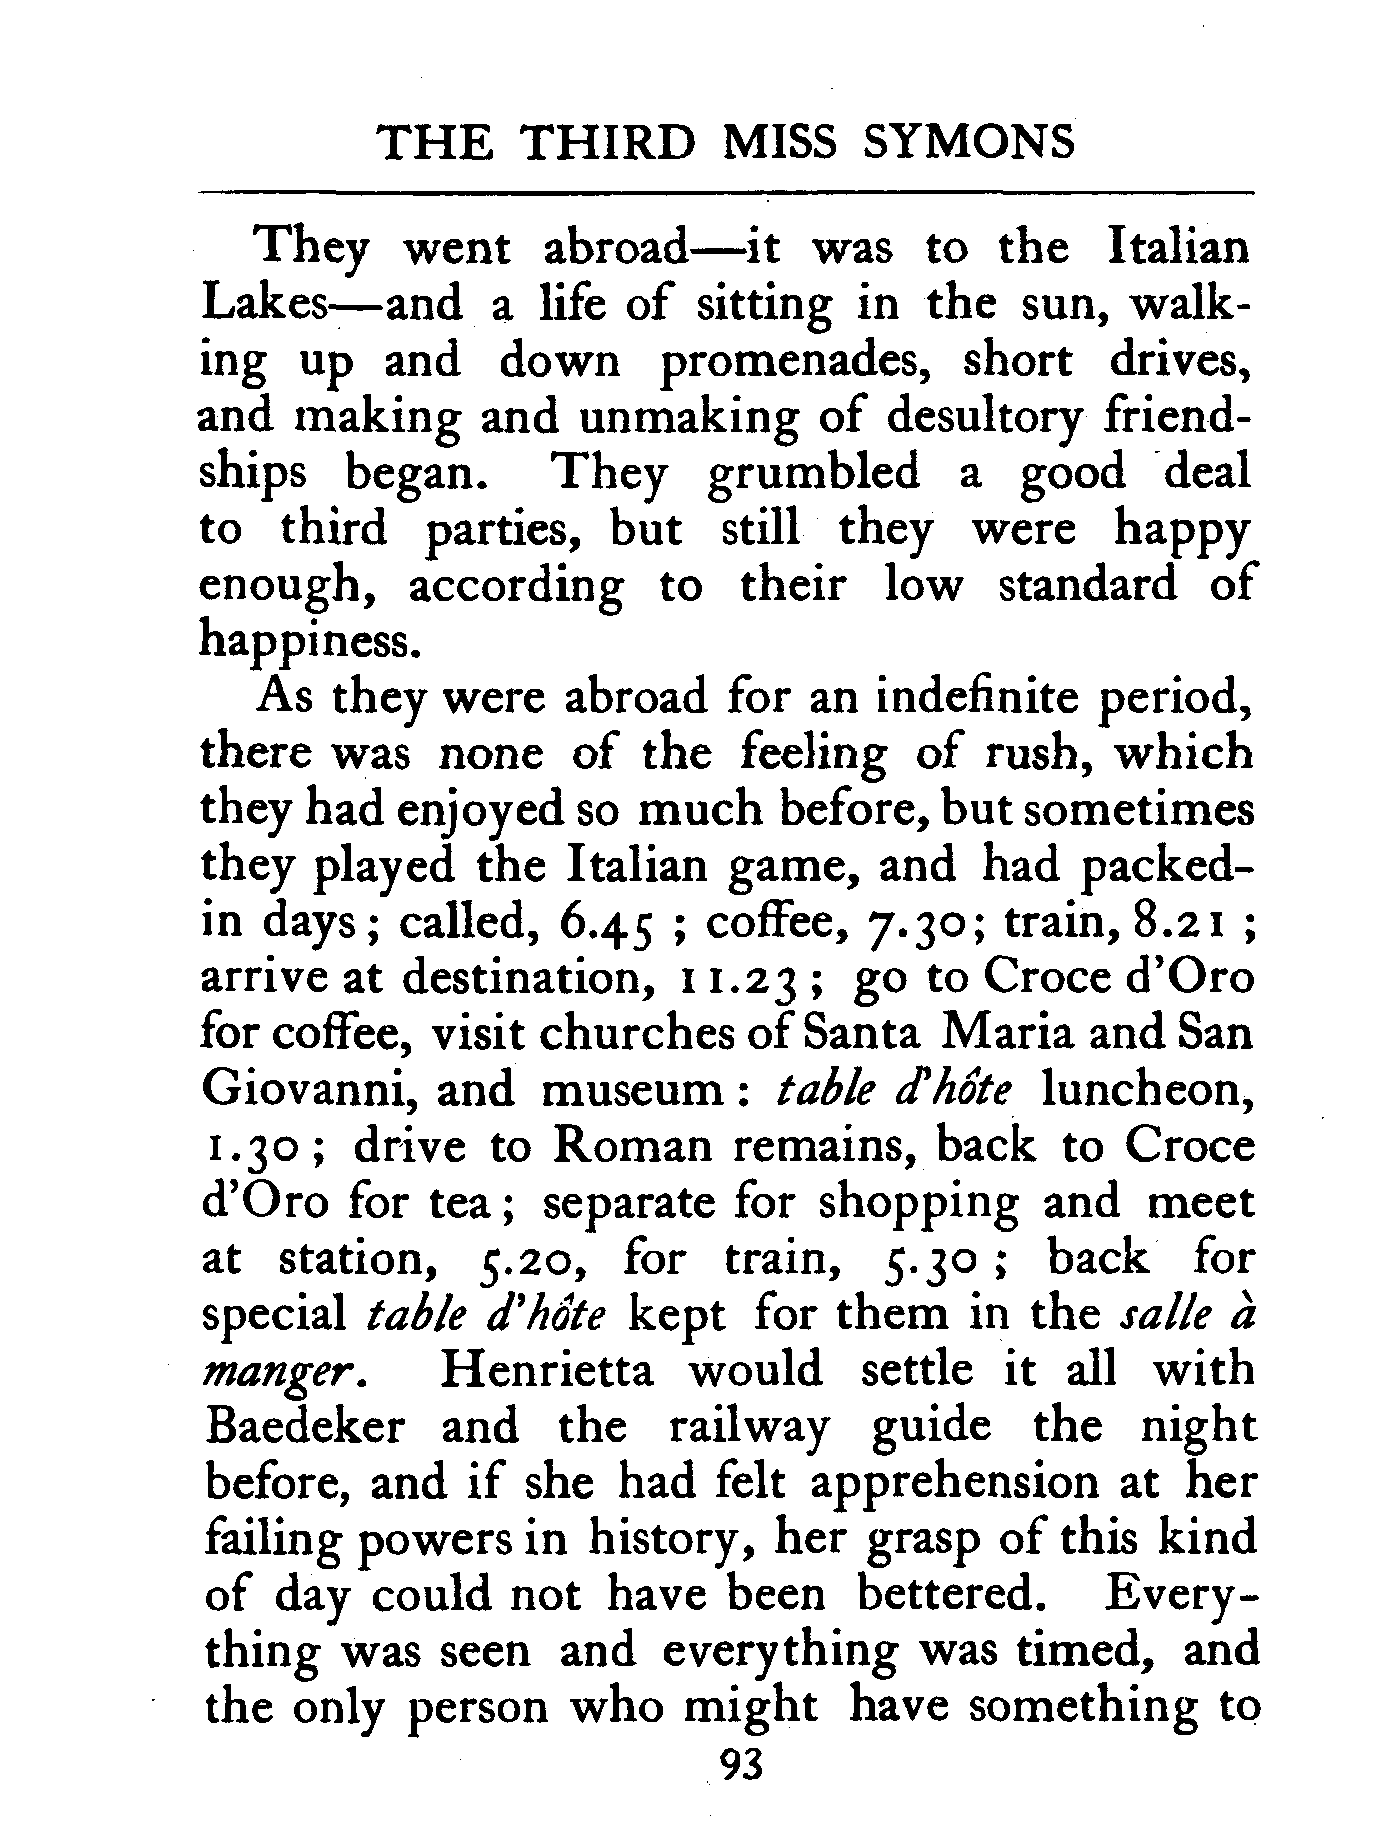 THE THIRD MISS SYMONS
They went abroad—it was to the Italian
Lakes—and a life of sitting in the sun, walk-
ing up and down promenades, short drives,
and making and unmaking of desultory friend-
ships began. They grumbled a good deal
to third parties, but still they were happy
enough, according to their low standard of
happiness.
As they were abroad for an indefinite period,
there was none of the feeling of rush, which
they had enjoyed so much before, but sometimes
they played the Italian game, and had packed-
in days; called, 6.45 ; coffee, 7.30; train, 8.21 ;
arrive at destination, 11.23 ; go to Croce d'Oro
for coffee, visit churches of Santa Maria and San
Giovanni, and museum : table d'hôte luncheon,
1.30 ; drive to Roman remains, back to Croce
d'Oro for tea ; separate for shopping and meet
at station, 5.20, for train, 5.30 ; back for
special table d'hôte kept for them in the salle à
manger. Henrietta would settle it all with
Baedeker and the railway guide the night
before, and if she had felt apprehension at her
failing powers in history, her grasp of this kind
of day could not have been bettered. Every-
thing was seen and everything was timed, and
the only person who might have something to
93